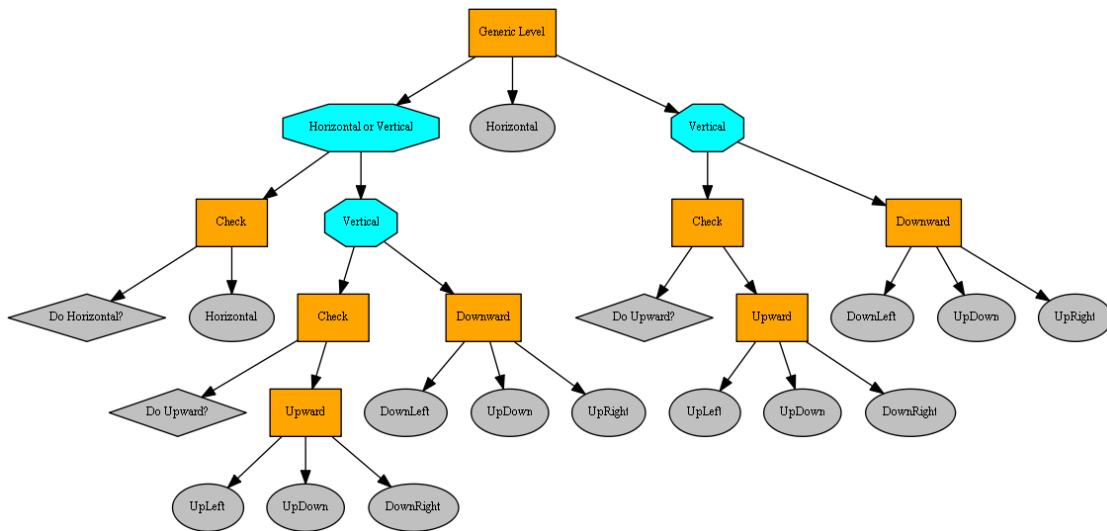 Generic Level
Horizontal or Vertical
Horizontal
Vertical
Check
Vertical
Check
Downward
Do Horizontal?
Horizontal
Check
Downward
Do Upward?
Upward
DownLeft
UpDown
UpRight
Do Upward?
Upward
DownLeft
UpDown
UpRight
UpLeft
UpDown
DownRight
UpLeft
UpDown
DownRight